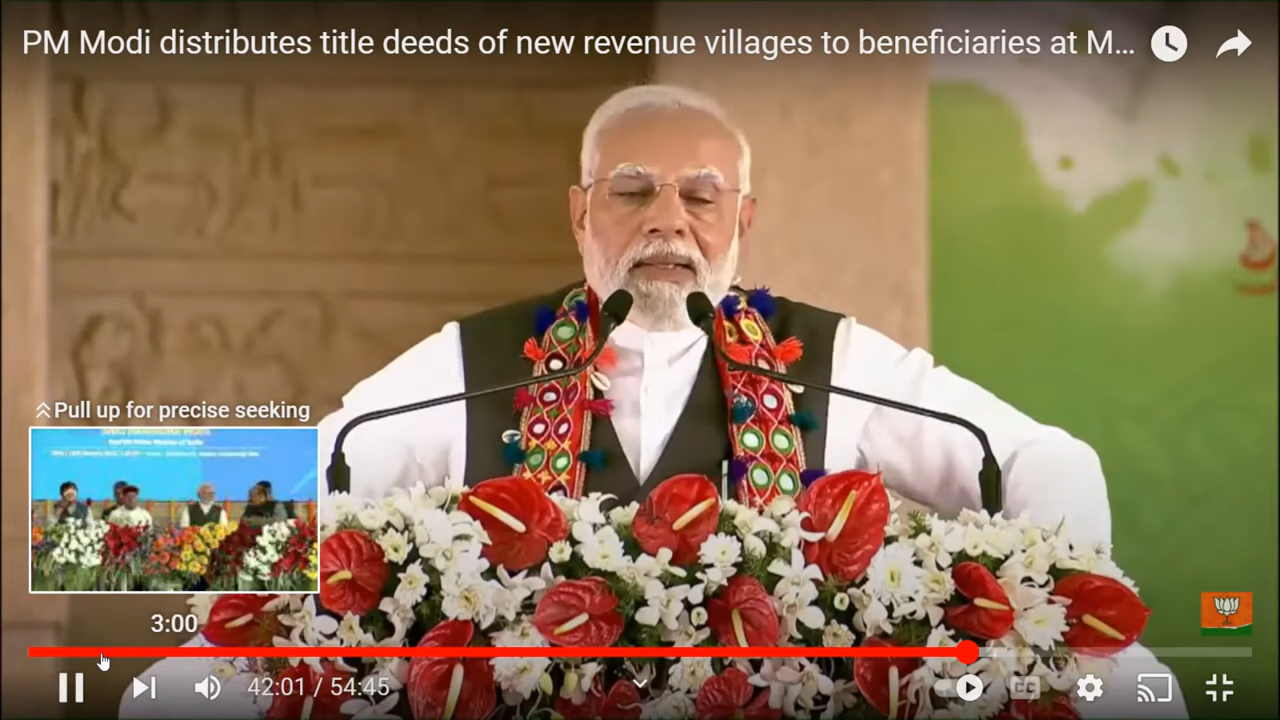 PM Modi distributes title deeds of new revenue villages to beneficiaries at M...
Pull up for precise seeking
3:00
42:01 / 54:45
CC